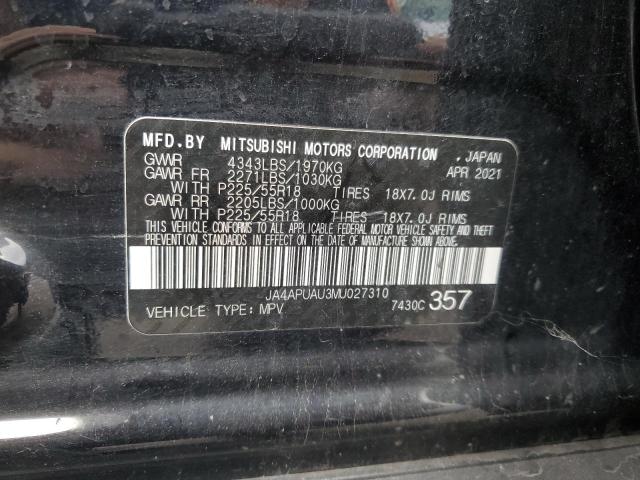 MFD.BY MITSUBISHI MOTORS CORPORATION , JAPAN
GVWR 4343LBS/1970KG APR 2021
GAWR FR 2271LBS/1030KG
WITH P225/55R18 TIRES 18X7.0J RIMS
GAWR RR 2205LBS/1000KG
WITH P225/55R18 TIRES 18X7.0J RIMS
THIS VEHICLE CONFORMS TO ALL APPLICABLE FEDERAL MOTOR VEHICLE SAFETY AND THEFT
PREVENTION STANDARDS IN EFFECT ON THE DATE OF MANUFACTURE SHOWN ABOVE.
JA4APUAU3MU027310
VEHICLE TYPE: MPV 7430C 357